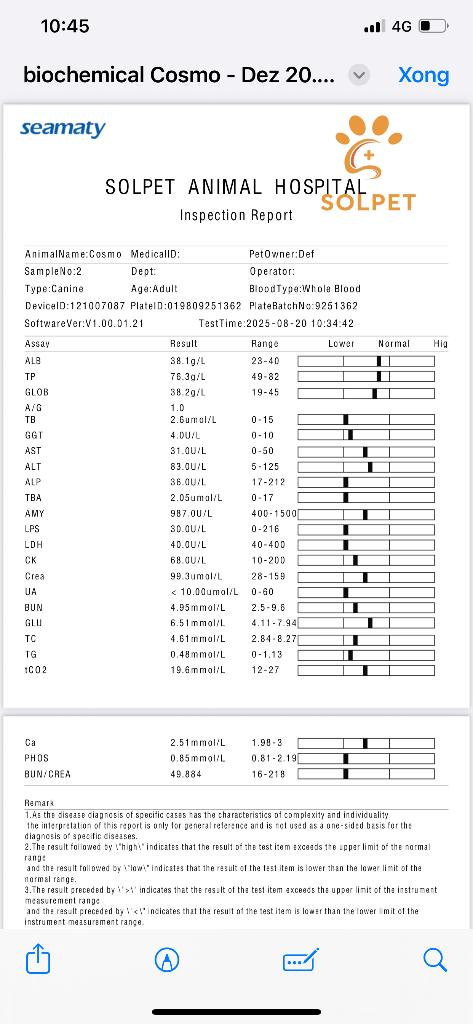 10:45
4G
biochemical Cosmo - Dez 20....
Xong
seamaty
SOLPET ANIMAL HOSPITAL
SOLPET
Inspection Report
AnimalName:Cosmo MedicalID: PetOwner:Def
SampleNo:2 Dept: Operator:
Type:Canine Age:Adult BloodType:Whole Blood
DeviceID:121007087 PlateID:019809251362 PlateBatchNo:9251362
SoftwareVer:V1.00.01.21 TestTime:2025-08-20 10:34:42
Assay Result Range Lower Normal Hig
ALB 38.1g/L 23-40
TP 76.3g/L 49-82
GLOB 38.2g/L 19-45
A/G 1.0
TB 2.6umol/L 0-15
GGT 4.0U/L 0-10
AST 31.0U/L 0-50
ALT 83.0U/L 5-125
ALP 36.0U/L 17-212
TBA 2.05umol/L 0-17
AMY 987.0U/L 400-1500
LPS 30.0U/L 0-216
LDH 40.0U/L 40-400
CK 68.0U/L 10-200
Crea 99.3umol/L 28-159
UA < 10.00umol/L 0-60
BUN 4.95mmol/L 2.5-9.6
GLU 6.51mmol/L 4.11-7.94
TC 4.61mmol/L 2.84-8.27
TG 0.48mmol/L 0-1.13
tCO2 19.6mmol/L 12-27
Ca 2.51mmol/L 1.98-3
PHOS 0.85mmol/L 0.81-2.19
BUN/CREA 49.884 16-218
Remark
1.As the disease diagnosis of specific cases has the characteristics of complexity and individuality
the interpretation of this report is only for general reference and is not used as a one-sided basis for the
diagnosis of specific diseases.
2.The result followed by \"high\" indicates that the result of the test item exceeds the upper limit of the normal
range
and the result followed by \"low\" indicates that the result of the test item is lower than the lower limit of the
normal range.
3.The result preceded by \'>\' indicates that the result of the test item exceeds the upper limit of the instrument
measurement range
and the result preceded by \'<\' indicates that the result of the test item is lower than the lower limit of the
instrument measurement range.